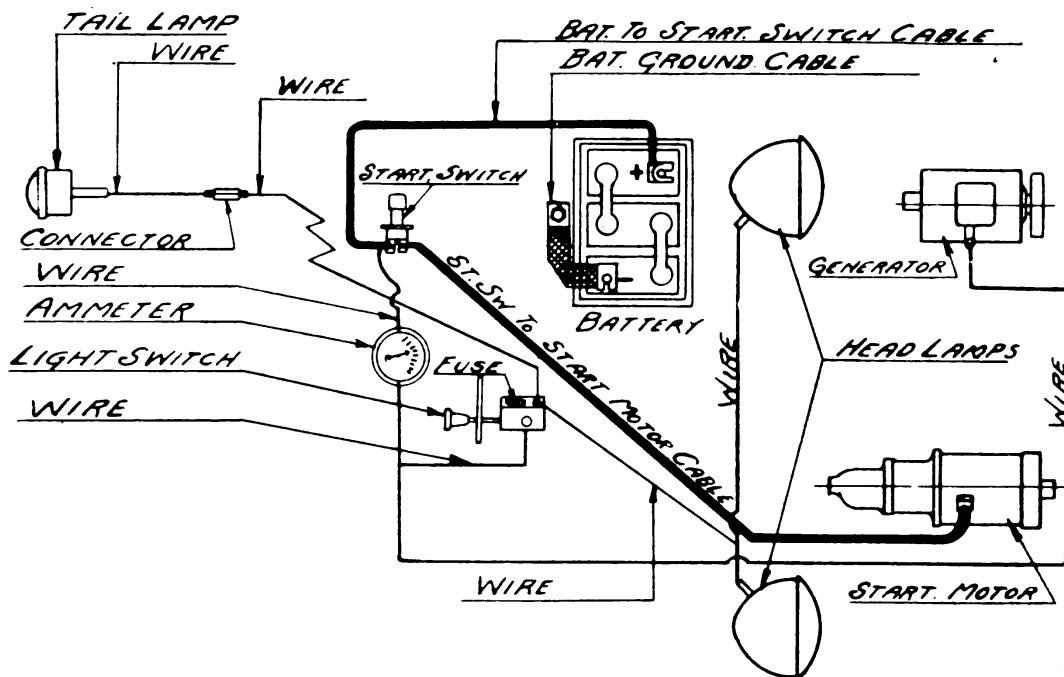 TAIL LAMP
WIRE
WIRE
BAT. TO START. SWITCH CABLE
BAT. GROUND CABLE
START. SWITCH
+
CONNECTOR
WIRE
AMMETER
LIGHT SWITCH
WIRE
FUSE
ST. SW TO START MOTOR CABLE
BATTERY
WIRE
GENERATOR
HEAD LAMPS
WIRE
WIRE
START. MOTOR